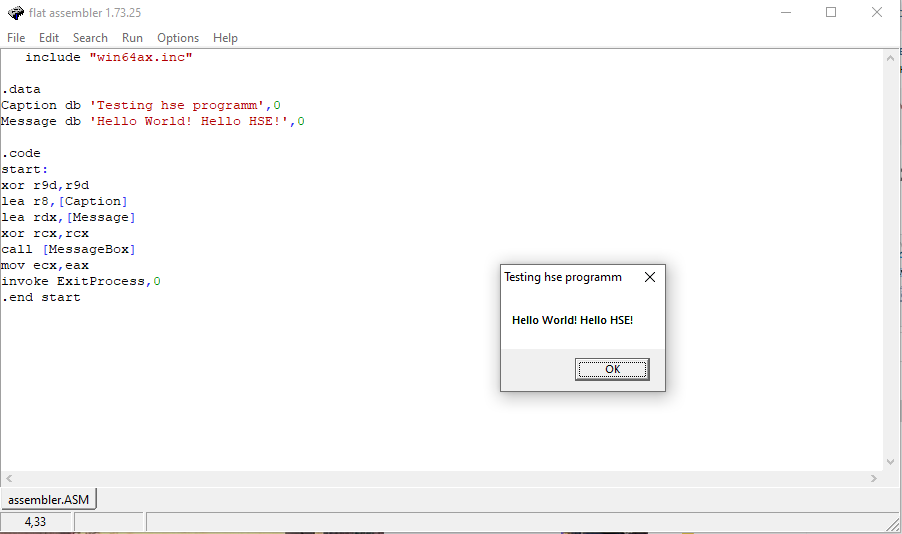 flat assembler 1.73.25
File Edit Search Run Options Help
include "win64ax.inc"
.data
Caption db 'Testing hse programm',0
Message db 'Hello World! Hello HSE!',0
.code
start:
xor r9d,r9d
lea r8,[Caption]
lea rdx,[Message]
xor rcx,rcx
call [MessageBox]
mov ecx,eax
invoke ExitProcess,0
.end start
Testing hse programm
Hello World! Hello HSE!
OK
assembler.ASM
4,33